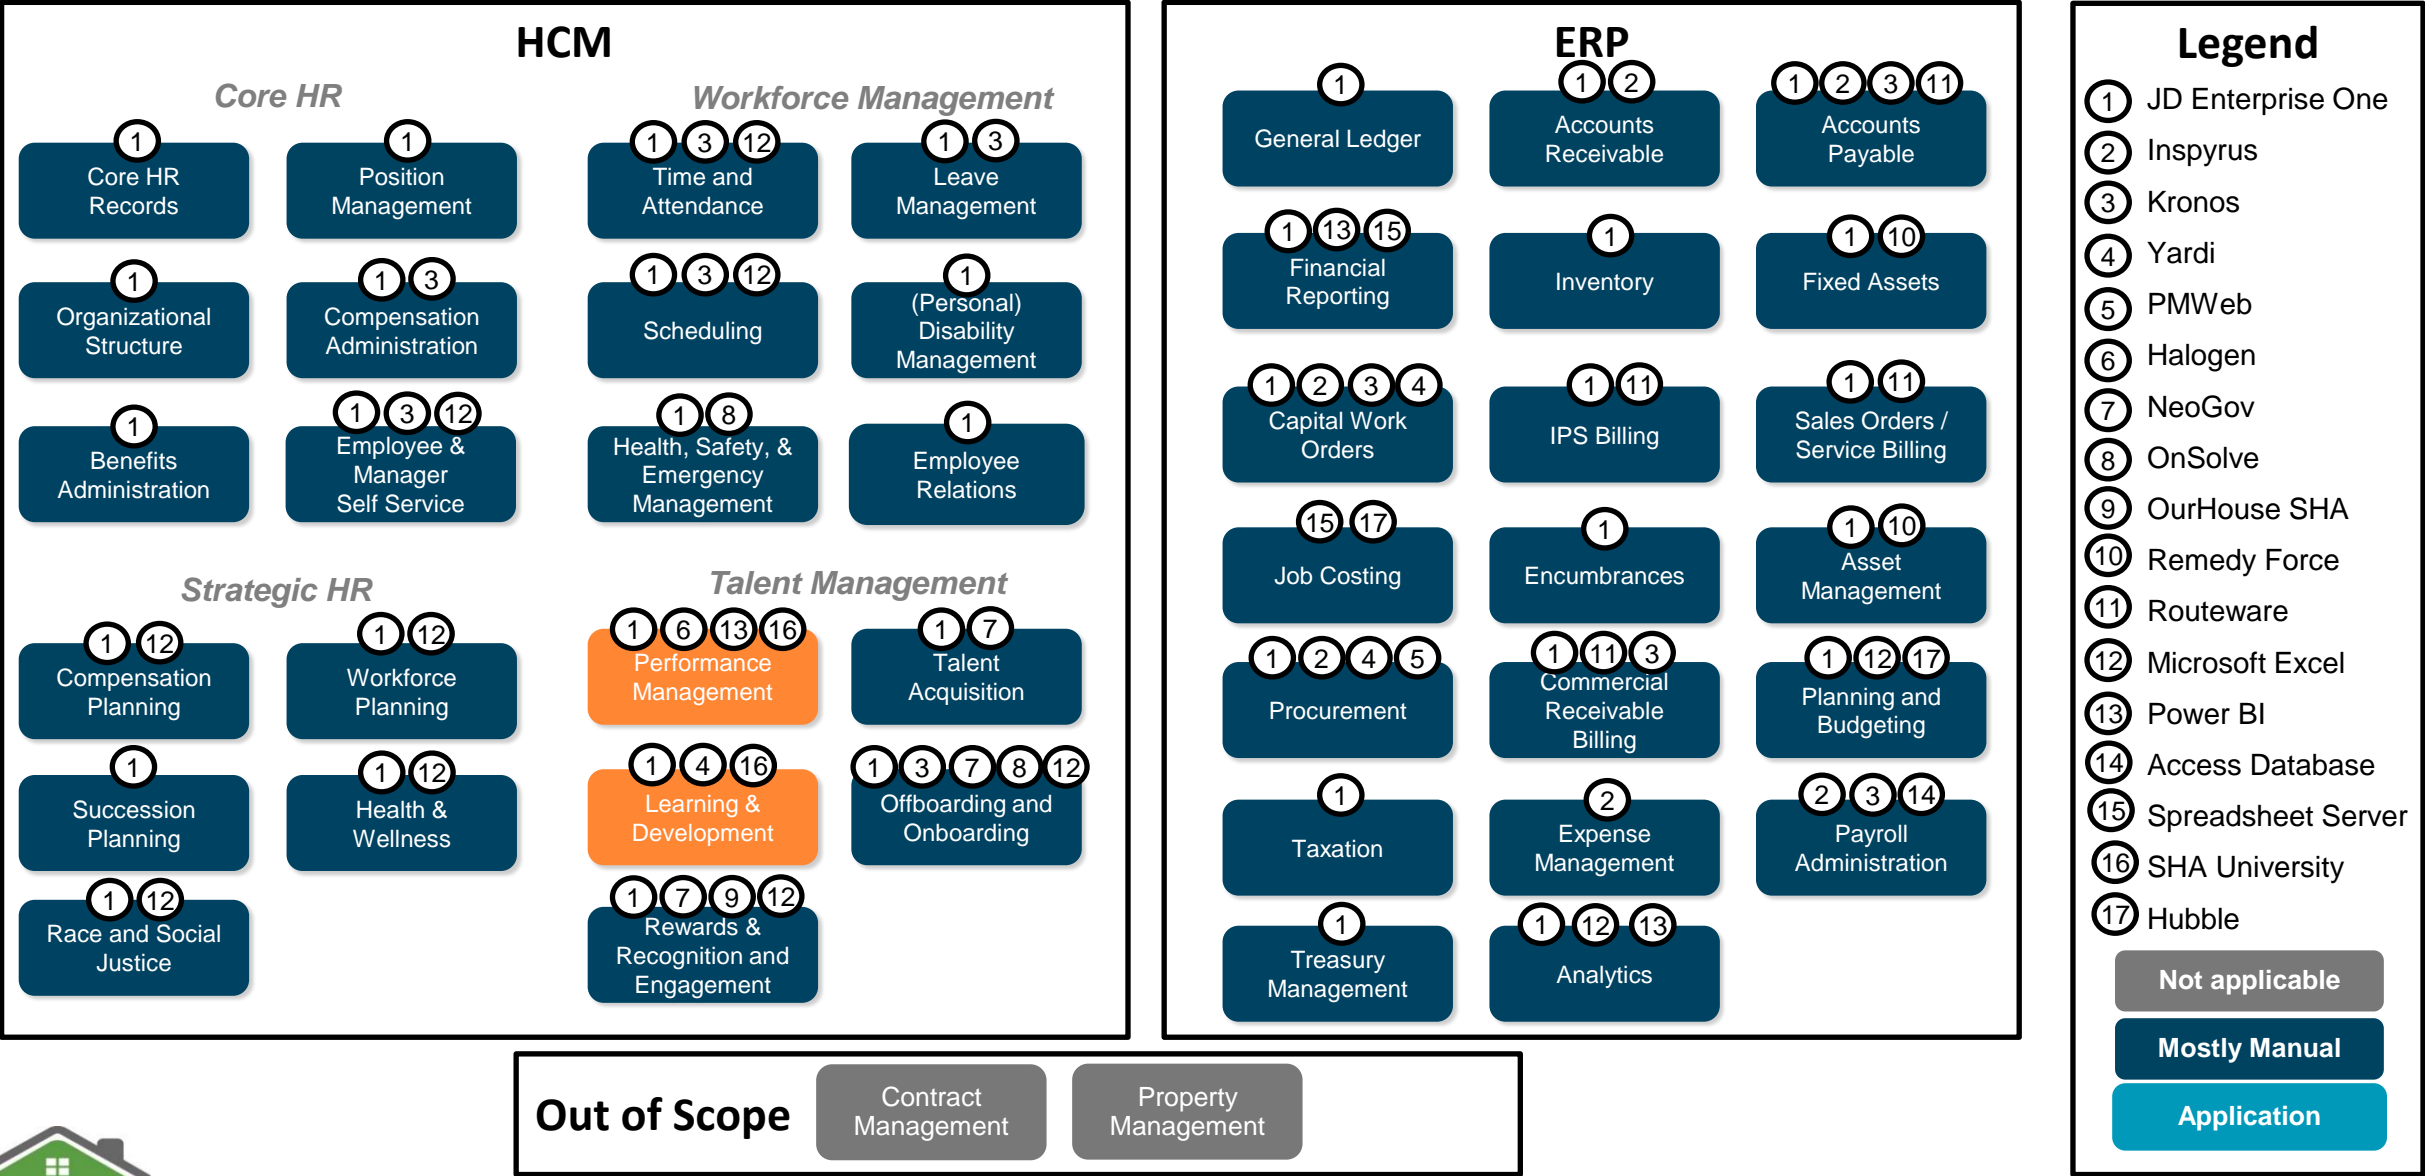 HCM
Core HR
1
Core HR
Records
1
Position
Management
1
Organizational
Structure
1 3
Compensation
Administration
1
Benefits
Administration
1 3 12
Employee &
Manager
Self Service
Workforce Management
1 3 12
Time and
Attendance
1 3
Leave
Management
1 3 12
Scheduling
1
(Personal)
Disability
Management
1 8
Health, Safety, &
Emergency
Management
1
Employee
Relations
Strategic HR
1 12
Compensation
Planning
1 12
Workforce
Planning
1
Succession
Planning
1 12
Health &
Wellness
1 12
Race and Social
Justice
Talent Management
1 6 13 16
Performance
Management
1 7
Talent
Acquisition
1 4 16
Learning &
Development
1 3 7 8 12
Offboarding and
Onboarding
1 7 9 12
Rewards &
Recognition and
Engagement
ERP
1
General Ledger
1 2
Accounts
Receivable
1 2 3 11
Accounts
Payable
1 13 15
Financial
Reporting
1
Inventory
1 10
Fixed Assets
1 2 3 4
Capital Work
Orders
1 11
IPS Billing
1 11
Sales Orders /
Service Billing
15 17
Job Costing
1
Encumbrances
1 10
Asset
Management
1 2 4 5
Procurement
1 11 3
Commercial
Receivable
Billing
1 12 17
Planning and
Budgeting
1
Taxation
2
Expense
Management
2 3 14
Payroll
Administration
1
Treasury
Management
1 12 13
Analytics
Legend
1 JD Enterprise One
2 Inspyrus
3 Kronos
4 Yardi
5 PMWeb
6 Halogen
7 NeoGov
8 OnSolve
9 OurHouse SHA
10 Remedy Force
11 Routeware
12 Microsoft Excel
13 Power BI
14 Access Database
15 Spreadsheet Server
16 SHA University
17 Hubble
Not applicable
Mostly Manual
Application
Out of Scope
Contract
Management
Property
Management